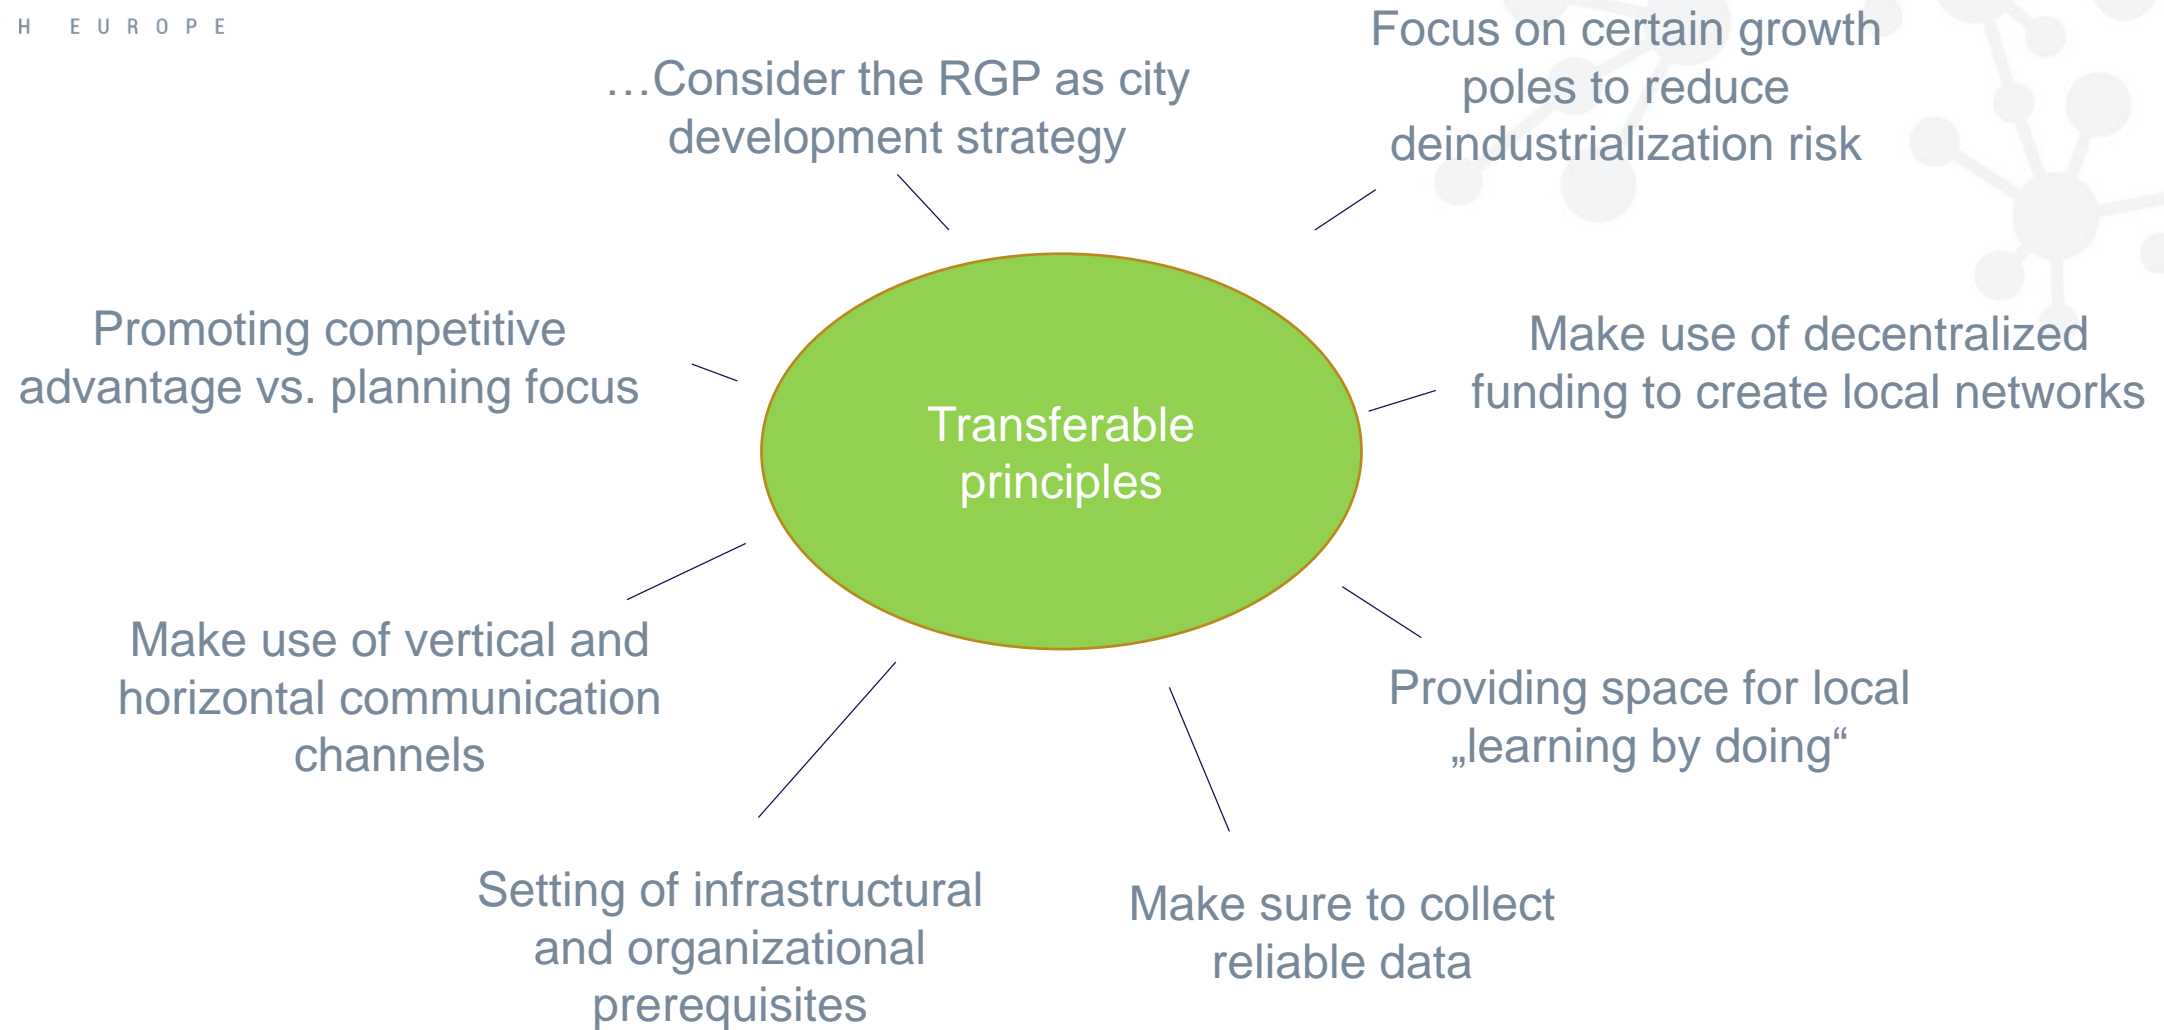 H EUROPE
…Consider the RGP as city
development strategy
Focus on certain growth
poles to reduce
deindustrialization risk
Promoting competitive
advantage vs. planning focus
Make use of decentralized
funding to create local networks
Transferable
principles
Make use of vertical and
horizontal communication
channels
Providing space for local
„learning by doing“
Setting of infrastructural
and organizational
prerequisites
Make sure to collect
reliable data